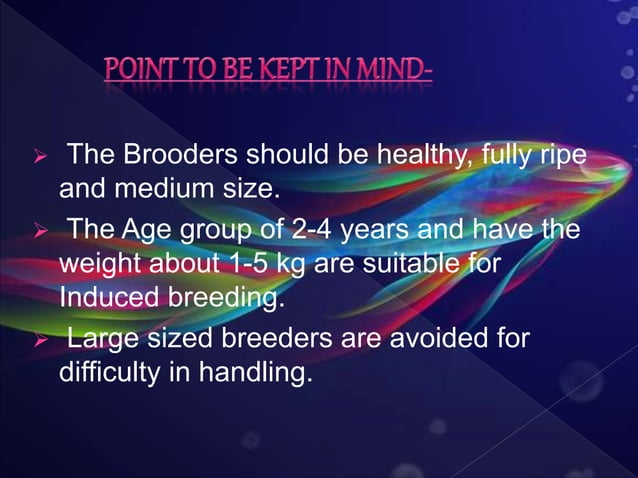 POINT TO BE KEPT IN MIND-
➢ The Brooders should be healthy, fully ripe
and medium size.
➢ The Age group of 2-4 years and have the
weight about 1-5 kg are suitable for
Induced breeding.
➢ Large sized breeders are avoided for
difficulty in handling.